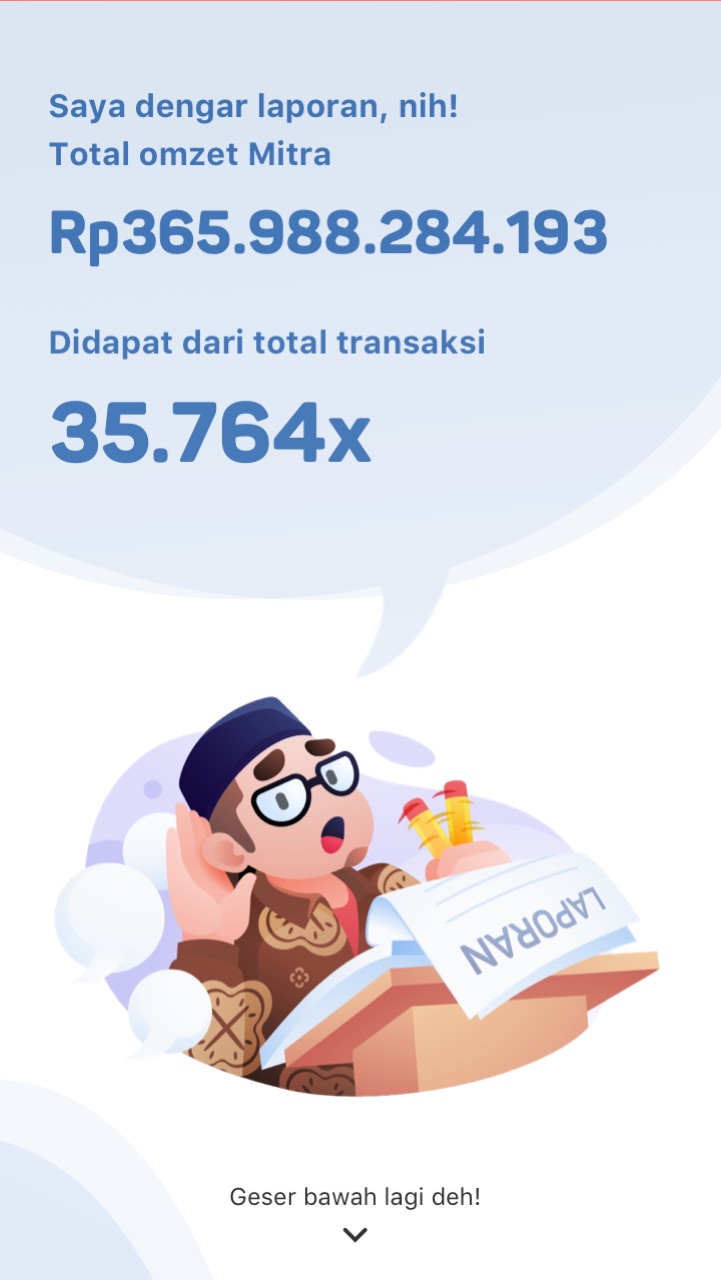 Saya dengar laporan, nih!
Total omzet Mitra
Rp365.988.284.193
Didapat dari total transaksi
35.764x
LAPORAN
Geser bawah lagi deh!